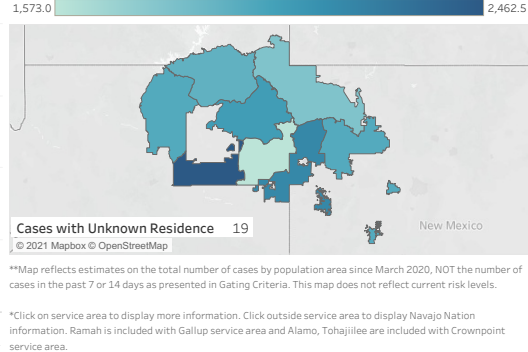 1,573.0 2,462.5
Cases with Unknown Residence 19
© 2021 Mapbox © OpenStreetMap
New Mexico
**Map reflects estimates on the total number of cases by population area since March 2020, NOT the number of
cases in the past 7 or 14 days as presented in Gating Criteria. This map does not reflect current risk levels.
*Click on service area to display more information. Click outside service area to display Navajo Nation
information. Ramah is included with Gallup service area and Alamo, Tohajiilee are included with Crownpoint
service area.